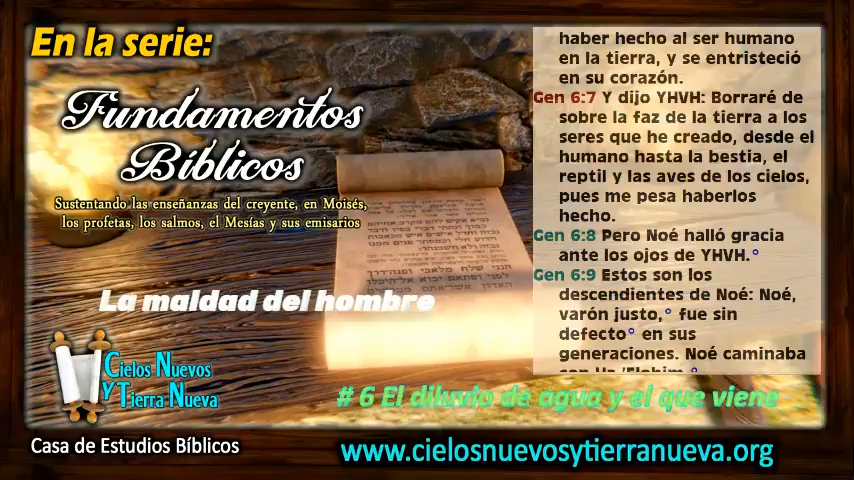 En la serie:
Fundamentos
Bíblicos
Sustentando las enseñanzas del creyente, en Moisés,
los profetas, los salmos, el Mesías y sus emisarios
La maldad del hombre
Cielos Nuevos
Y Tierra Nueva
Casa de Estudios Bíblicos
haber hecho al ser humano
en la tierra, y se entristeció
en su corazón.
Gen 6:7 Y dijo YHVH: Borraré de
sobre la faz de la tierra a los
seres que he creado, desde el
humano hasta la bestia, el
reptil y las aves de los cielos,
pues me pesa haberlos
hecho.
Gen 6:8 Pero Noé halló gracia
ante los ojos de YHVH.°
Gen 6:9 Estos son los
descendientes de Noé: Noé,
varón justo,° fue sin
defecto° en sus
generaciones. Noé caminaba
con Ha-'Elohim.°
# 6 El diluvio de agua y el que viene
www.cielosnuevosytierranueva.org